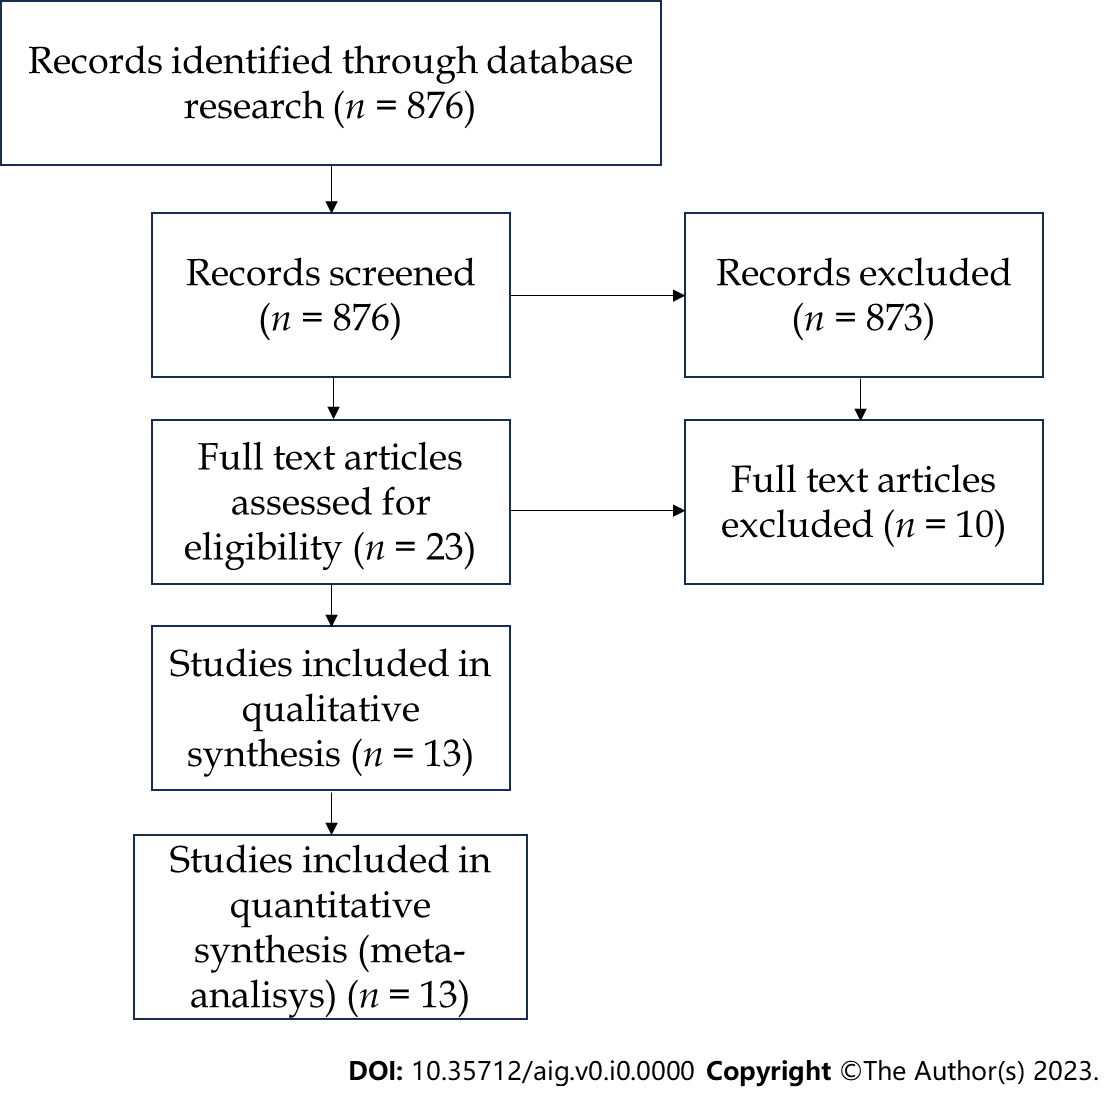 Records identified through database
research (n = 876)
Records screened
(n = 876)
Records excluded
(n = 873)
Full text articles
assessed for
eligibility (n = 23)
Full text articles
excluded (n = 10)
Studies included in
qualitative
synthesis (n = 13)
Studies included in
quantitative
synthesis (meta-
analisys) (n = 13)
DOI: 10.35712/aig.v0.i0.0000 Copyright ©The Author(s) 2023.